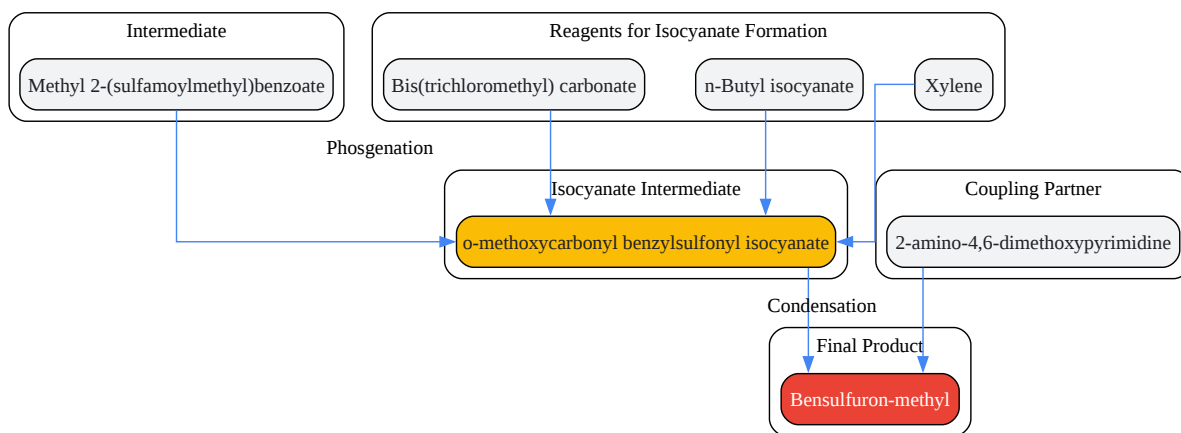 Intermediate
Reagents for Isocyanate Formation
Methyl 2-(sulfamoylmethyl)benzoate
Bis(trichloromethyl) carbonate
n-Butyl isocyanate
Xylene
Phosgenation
Isocyanate Intermediate
Coupling Partner
o-methoxycarbonyl benzylsulfonyl isocyanate
2-amino-4,6-dimethoxypyrimidine
Condensation
Final Product
Bensulfuron-methyl